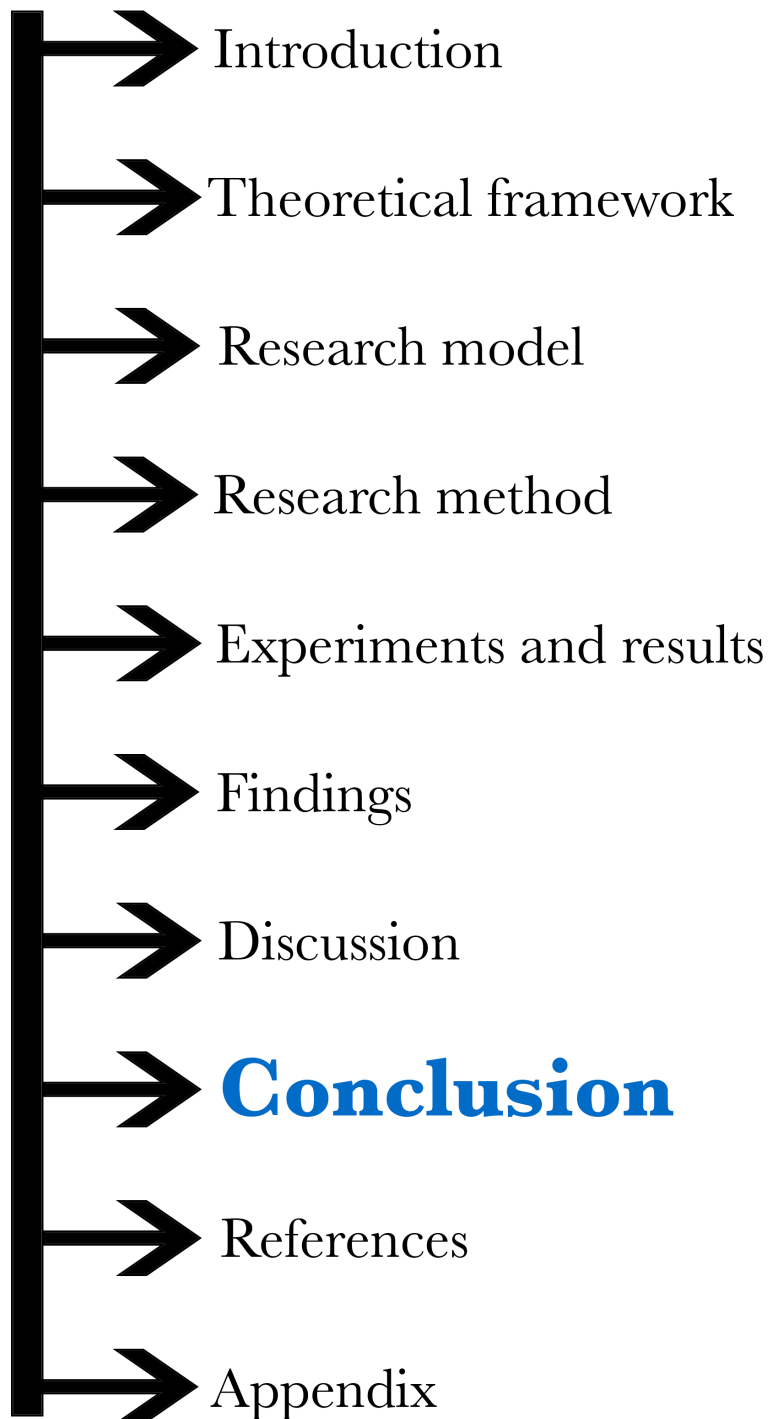 Introduction
Theoretical framework
Research model
Research method
Experiments and results
Findings
Discussion
Conclusion
References
Appendix